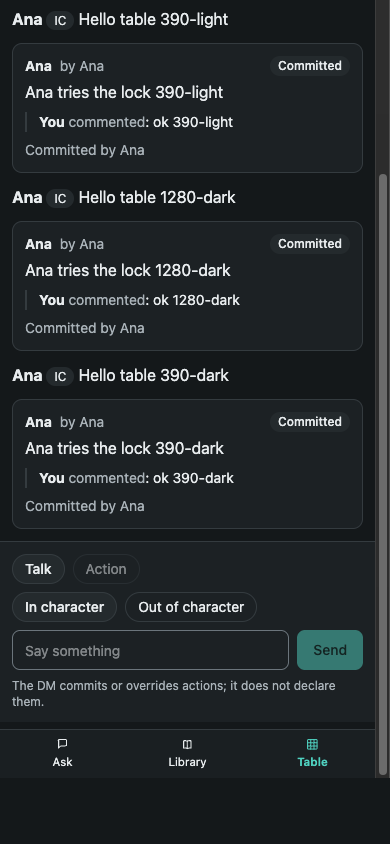 Ana IC Hello table 390-light
Ana by Ana Committed
Ana tries the lock 390-light
You commented: ok 390-light
Committed by Ana
Ana IC Hello table 1280-dark
Ana by Ana Committed
Ana tries the lock 1280-dark
You commented: ok 1280-dark
Committed by Ana
Ana IC Hello table 390-dark
Ana by Ana Committed
Ana tries the lock 390-dark
You commented: ok 390-dark
Committed by Ana
Talk Action
In character Out of character
Say something Send
The DM commits or overrides actions; it does not declare
them.
Ask Library Table